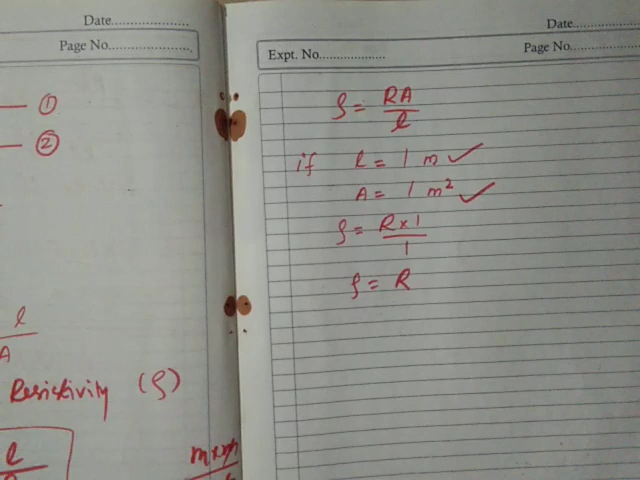 Date....................
Page No.......................
— ①
— ②
l
A
Resistivity (ρ)
l
Date....................
Expt. No...................
Page No....................
ρ = RA
l
if l = 1 m ✓
A = 1 m² ✓
ρ = R × 1
1
ρ = R